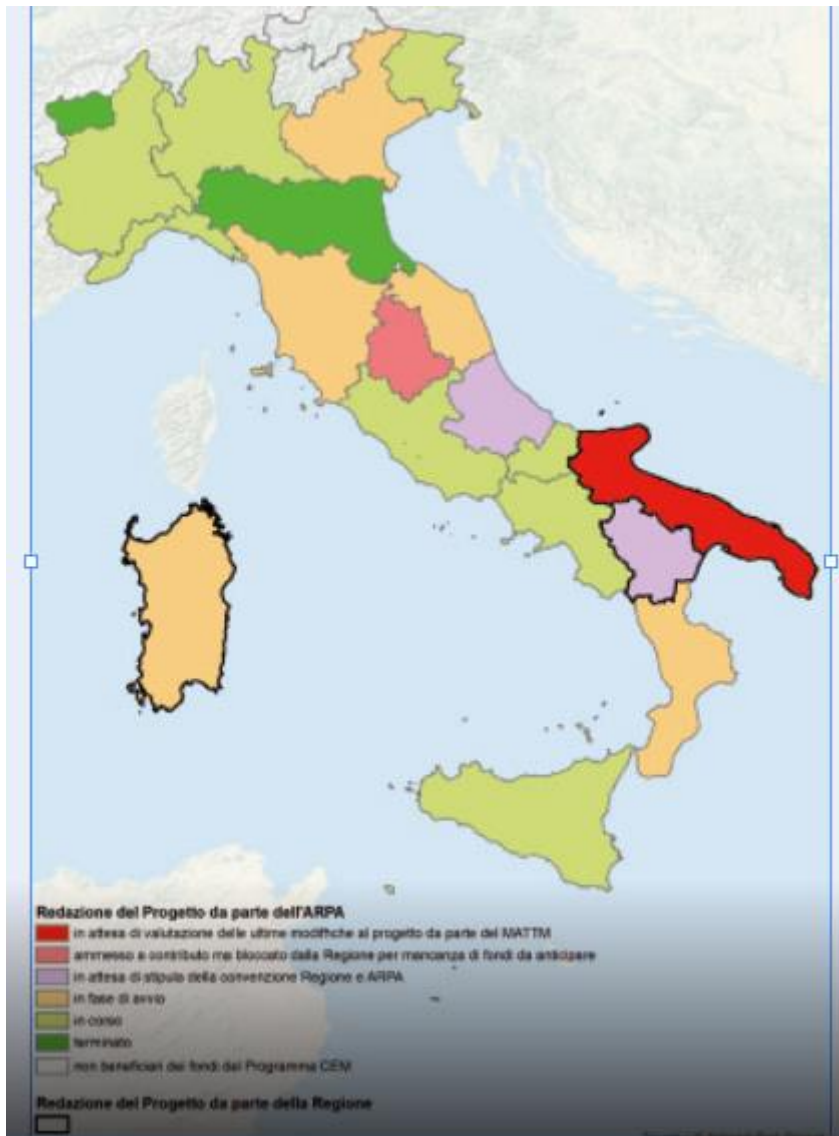 Redazione del Progetto da parte dell'ARPA
in attesa di valutazione delle ultime modifiche al progetto da parte del MATTM
ammesso a contributo ma bloccato dalla Regione per mancanza di fondi da anticipare
in attesa di stipula della convenzione Regione e ARPA
in fase di avvio
in corso
terminato
non beneficiari dei fondi del Programma CEM
Redazione del Progetto da parte della Regione